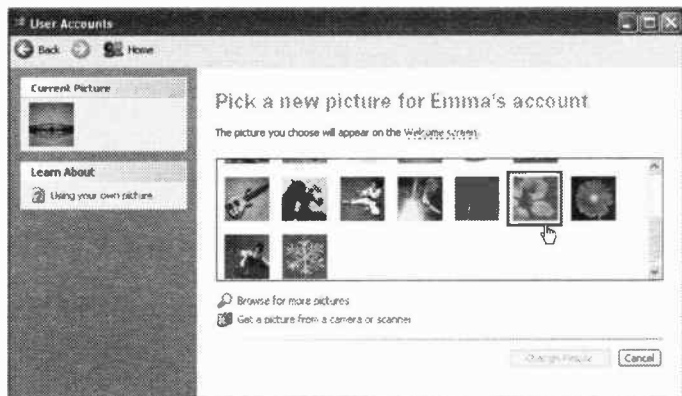 User Accounts
Back Home
Current Picture
Learn About
Using your own picture
Pick a new picture for Emma's account
The picture you choose will appear on the Welcome screen.
Browse for more pictures
Get a picture from a camera or scanner
Change Picture Cancel